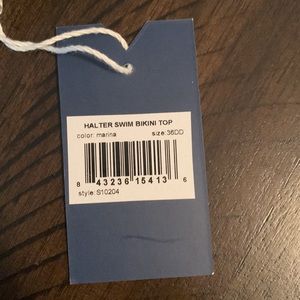 HALTER SWIM BIKINI TOP
color: marina size:36DD
8 43236 15413 6
style: S10204